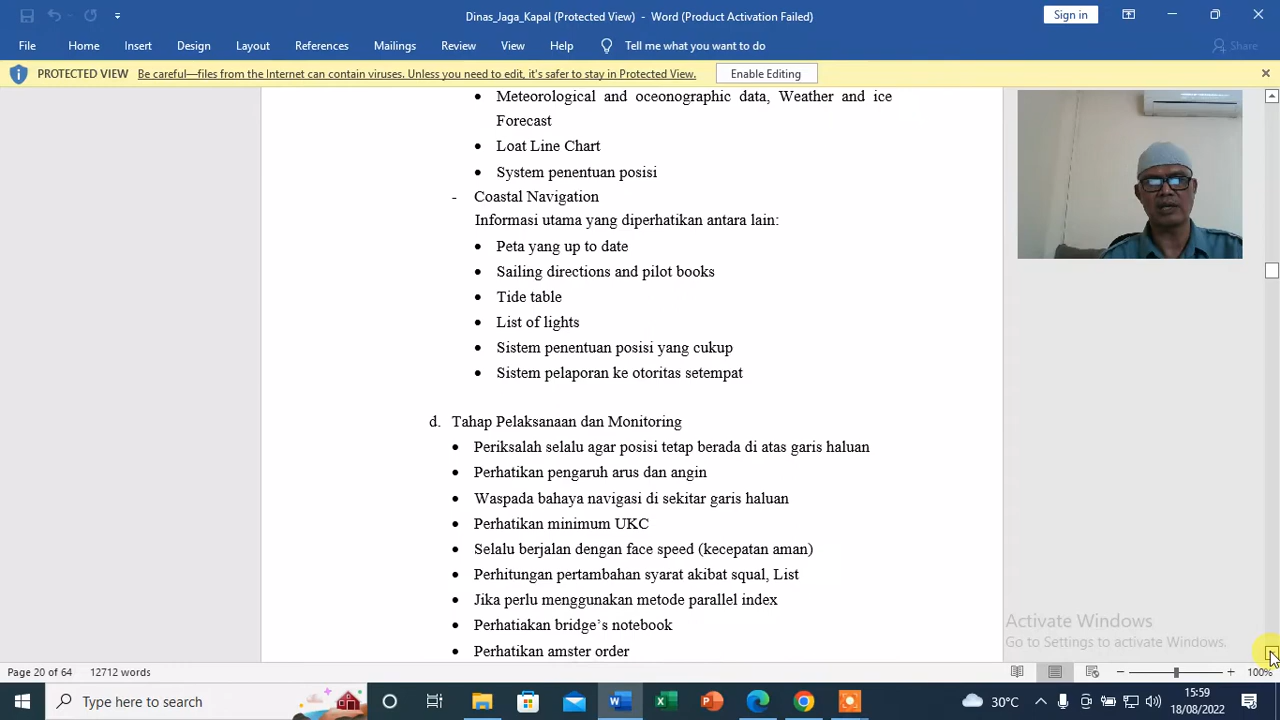 Dinas_Jaga_Kapal (Protected View) - Word (Product Activation Failed)
Sign in
File Home Insert Design Layout References Mailings Review View Help Tell me what you want to do Share
PROTECTED VIEW Be careful—files from the Internet can contain viruses. Unless you need to edit, it's safer to stay in Protected View. Enable Editing
• Meteorological and oceonographic data, Weather and ice
Forecast
• Loat Line Chart
• System penentuan posisi
- Coastal Navigation
Informasi utama yang diperhatikan antara lain:
• Peta yang up to date
• Sailing directions and pilot books
• Tide table
• List of lights
• Sistem penentuan posisi yang cukup
• Sistem pelaporan ke otoritas setempat
d. Tahap Pelaksanaan dan Monitoring
• Periksalah selalu agar posisi tetap berada di atas garis haluan
• Perhatikan pengaruh arus dan angin
• Waspada bahaya navigasi di sekitar garis haluan
• Perhatikan minimum UKC
• Selalu berjalan dengan face speed (kecepatan aman)
• Perhitungan pertambahan syarat akibat squal, List
• Jika perlu menggunakan metode parallel index
• Perhatiakan bridge’s notebook
• Perhatikan amster order
Activate Windows
Go to Settings to activate Windows.
Page 20 of 64 12712 words 100%
Type here to search 30°C 15:59
18/08/2022